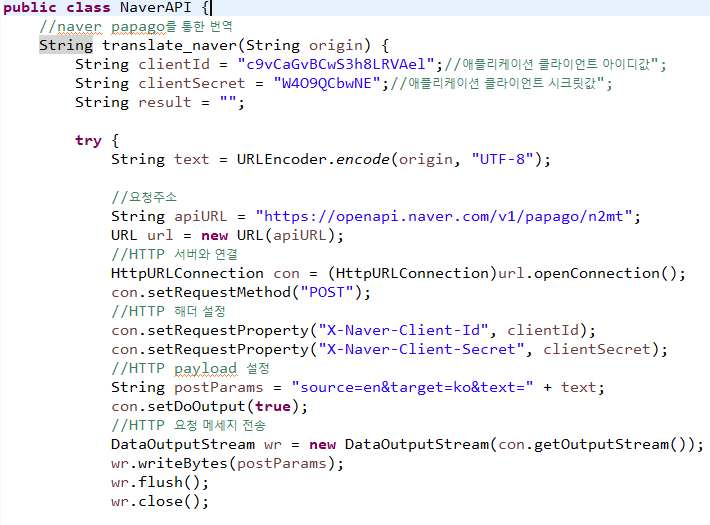 public class NaverAPI {
//naver papago를 통한 번역
String translate_naver(String origin) {
String clientId = "c9vCaGvBCwS3h8LRVAel";//애플리케이션 클라이언트 아이디값";
String clientSecret = "W4O9QCbwNE";//애플리케이션 클라이언트 시크릿값";
String result = "";
try {
String text = URLEncoder.encode(origin, "UTF-8");
//요청주소
String apiURL = "https://openapi.naver.com/v1/papago/n2mt";
URL url = new URL(apiURL);
//HTTP 서버와 연결
HttpURLConnection con = (HttpURLConnection)url.openConnection();
con.setRequestMethod("POST");
//HTTP 해더 설정
con.setRequestProperty("X-Naver-Client-Id", clientId);
con.setRequestProperty("X-Naver-Client-Secret", clientSecret);
//HTTP payload 설정
String postParams = "source=en&target=ko&text=" + text;
con.setDoOutput(true);
//HTTP 요청 메세지 전송
DataOutputStream wr = new DataOutputStream(con.getOutputStream());
wr.writeBytes(postParams);
wr.flush();
wr.close();